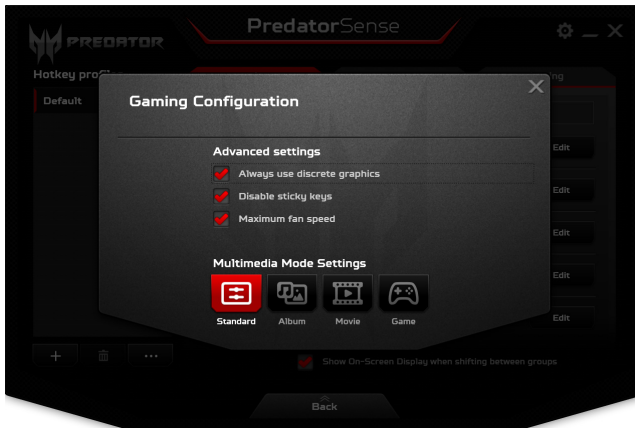 PredatorSense
PREDATOR
Hotkey pro
Default
Gaming Configuration
Advanced settings
Always use discrete graphics
Disable sticky keys
Maximum fan speed
Multimedia Mode Settings
Standard Album Movie Game
Edit
Edit
Edit
Edit
Edit
Show On-Screen Display when shifting between groups
Back